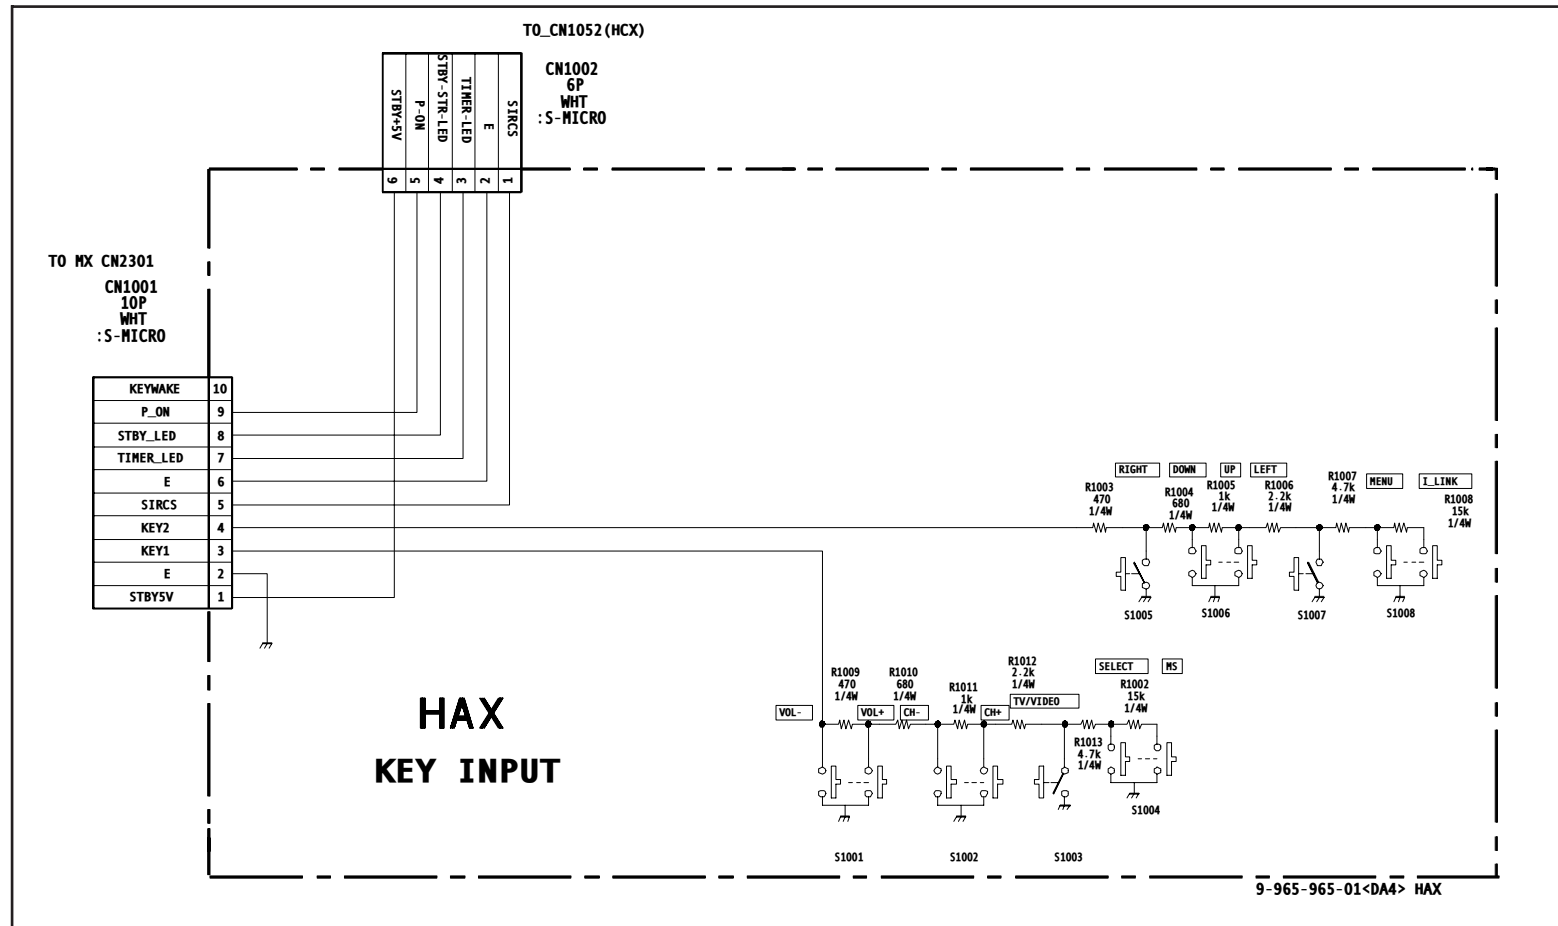 TO_CN1052(HCX)
CN1002
6P
WHT
:S-MICRO
STBY+5V
P-ON
STBY-STR-LED
TIMER-LED
E
SIRCS
6
5
4
3
2
1
TO MX CN2301
CN1001
10P
WHT
:S-MICRO
KEYWAKE 10
P_ON 9
STBY_LED 8
TIMER_LED 7
E 6
SIRCS 5
KEY2 4
KEY1 3
E 2
STBY5V 1
RIGHT
DOWN
UP
LEFT
MENU
I_LINK
R1003
470
1/4W
R1004
680
1/4W
R1005
1k
1/4W
R1006
2.2k
1/4W
R1007
4.7k
1/4W
R1008
15k
1/4W
S1005
S1006
S1007
S1008
VOL-
R1009
470
1/4W
VOL+
R1010
680
1/4W
CH-
R1011
1k
1/4W
CH+
R1012
2.2k
1/4W
TV/VIDEO
R1013
4.7k
1/4W
SELECT
MS
R1002
15k
1/4W
S1004
S1001
S1002
S1003
HAX
KEY INPUT
9-965-965-01<DA4> HAX